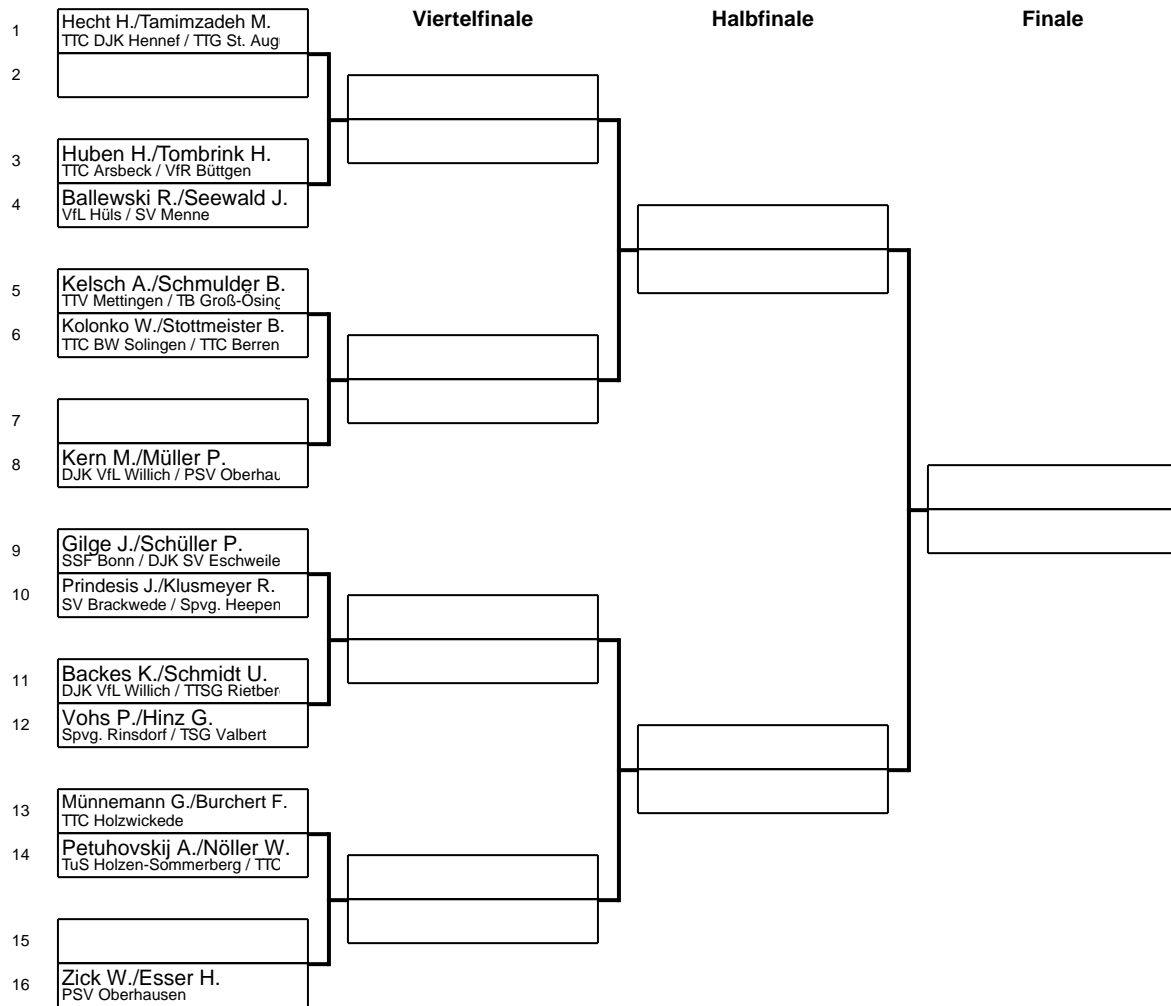 Viertelfinale Halbfinale Finale
1 Hecht H./Tamimzadeh M.
TTC DJK Hennef / TTG St. Aug
2
3 Huben H./Tombrink H.
TTC Arsbeck / VfR Büttgen
4 Ballewski R./Seewald J.
VfL Hüls / SV Menne
5 Kelsch A./Schmulder B.
TTV Mettingen / TB Groß-Ösing
6 Kolonko W./Stottmeister B.
TTC BW Solingen / TTC Berren
7
8 Kern M./Müller P.
DJK VfL Willich / PSV Oberhau
9 Gilge J./Schüller P.
SSF Bonn / DJK SV Eschweile
10 Prindesis J./Klusmeyer R.
SV Brackwede / Spvg. Heepen
11 Backes K./Schmidt U.
DJK VfL Willich / TTSG Rietberg
12 Vohs P./Hinz G.
Spvg. Rinsdorf / TSG Valbert
13 Münnemann G./Burchert F.
TTC Holzwickede
14 Petuhovskij A./Nöller W.
TuS Holzen-Sommerberg / TTC
15
16 Zick W./Esser H.
PSV Oberhausen